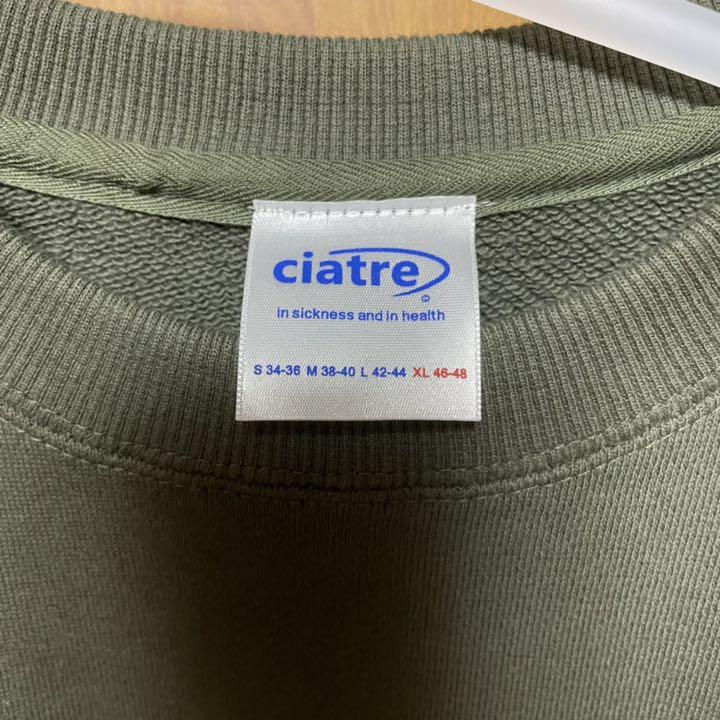 ciatre
in sickness and in health
S 34-36 M 38-40 L 42-44 XL 46-48